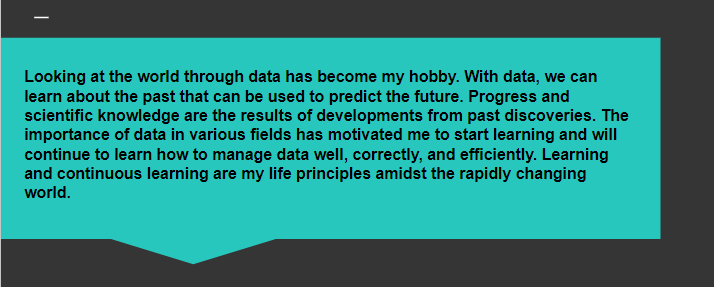 Looking at the world through data has become my hobby. With data, we can
learn about the past that can be used to predict the future. Progress and
scientific knowledge are the results of developments from past discoveries. The
importance of data in various fields has motivated me to start learning and will
continue to learn how to manage data well, correctly, and efficiently. Learning
and continuous learning are my life principles amidst the rapidly changing
world.